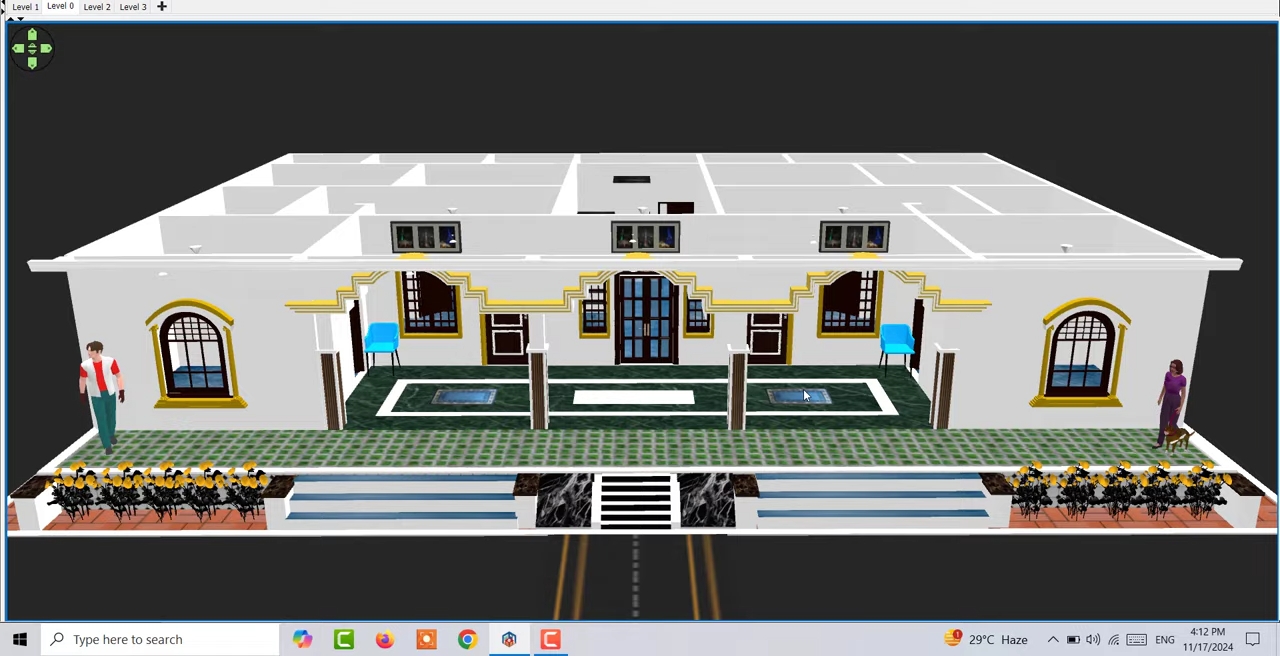 Level 1 Level 0 Level 2 Level 3
Type here to search
1
29°C Haze
ENG
4:12 PM
11/17/2024